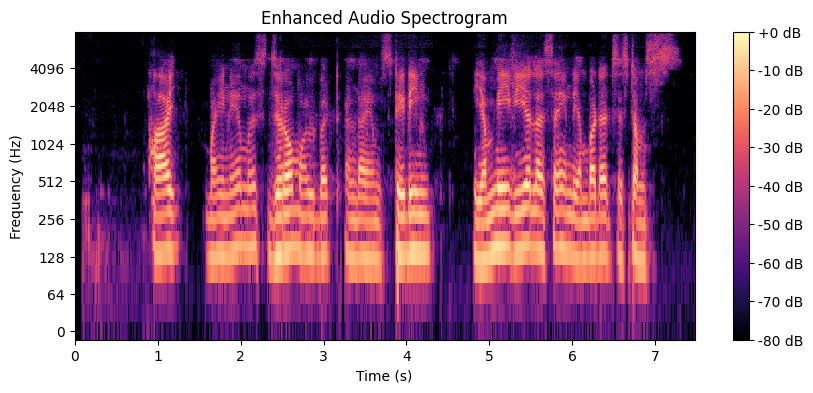 Enhanced Audio Spectrogram
Frequency (Hz)
4096
2048
1024
512
256
128
64
0
0 1 2 3 4 5 6 7
Time (s)
+0 dB
-10 dB
-20 dB
-30 dB
-40 dB
-50 dB
-60 dB
-70 dB
-80 dB